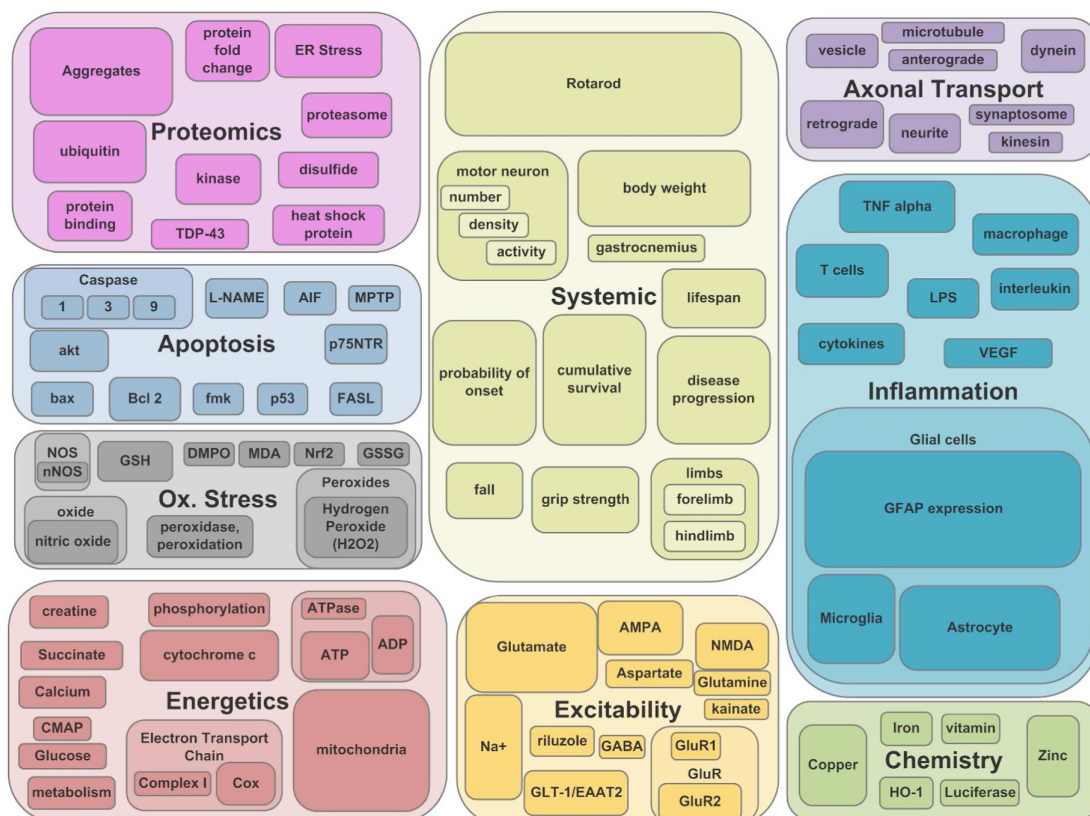 Aggregates
protein
fold
change
ER Stress
proteasome
Proteomics
ubiquitin
kinase
disulfide
protein
binding
TDP-43
heat shock
protein
Caspase
1
3
9
L-NAME
AIF
MPTP
akt
Apoptosis
p75NTR
bax
Bcl 2
fmk
p53
FASL
NOS
nNOS
GSH
DMPO
MDA
Nrf2
GSSG
Ox. Stress
Peroxides
Hydrogen
Peroxide
(H2O2)
oxide
nitric oxide
peroxidase,
peroxidation
creatine
phosphorylation
ATPase
ATP
ADP
Succinate
cytochrome c
Calcium
Energetics
CMAP
Glucose
metabolism
Electron Transport
Chain
Complex I
Cox
mitochondria
Rotarod
motor neuron
number
density
activity
body weight
gastrocnemius
Systemic
lifespan
probability of
onset
cumulative
survival
disease
progression
fall
grip strength
limbs
forelimb
hindlimb
Glutamate
AMPA
NMDA
Aspartate
Glutamine
kainate
Excitability
Na+
riluzole
GABA
GluR1
GluR
GluR2
GLT-1/EAAT2
vesicle
microtubule
anterograde
dynein
Axonal Transport
retrograde
neurite
synaptosome
kinesin
TNF alpha
macrophage
T cells
LPS
interleukin
cytokines
VEGF
Inflammation
Glial cells
GFAP expression
Microglia
Astrocyte
Copper
Iron
vitamin
Zinc
Chemistry
HO-1
Luciferase